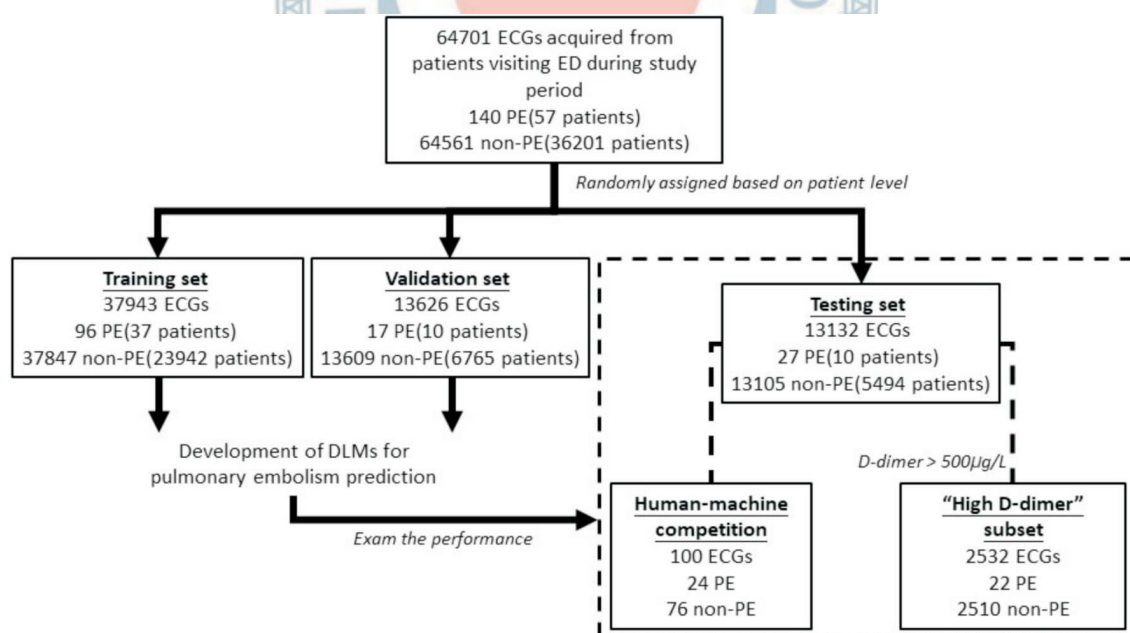 64701 ECGs acquired from
patients visiting ED during study
period
140 PE(57 patients)
64561 non-PE(36201 patients)
Randomly assigned based on patient level
Training set
37943 ECGs
96 PE(37 patients)
37847 non-PE(23942 patients)
Validation set
13626 ECGs
17 PE(10 patients)
13609 non-PE(6765 patients)
Testing set
13132 ECGs
27 PE(10 patients)
13105 non-PE(5494 patients)
Development of DLMs for
pulmonary embolism prediction
Exam the performance
D-dimer > 500µg/L
Human-machine
competition
100 ECGs
24 PE
76 non-PE
“High D-dimer”
subset
2532 ECGs
22 PE
2510 non-PE